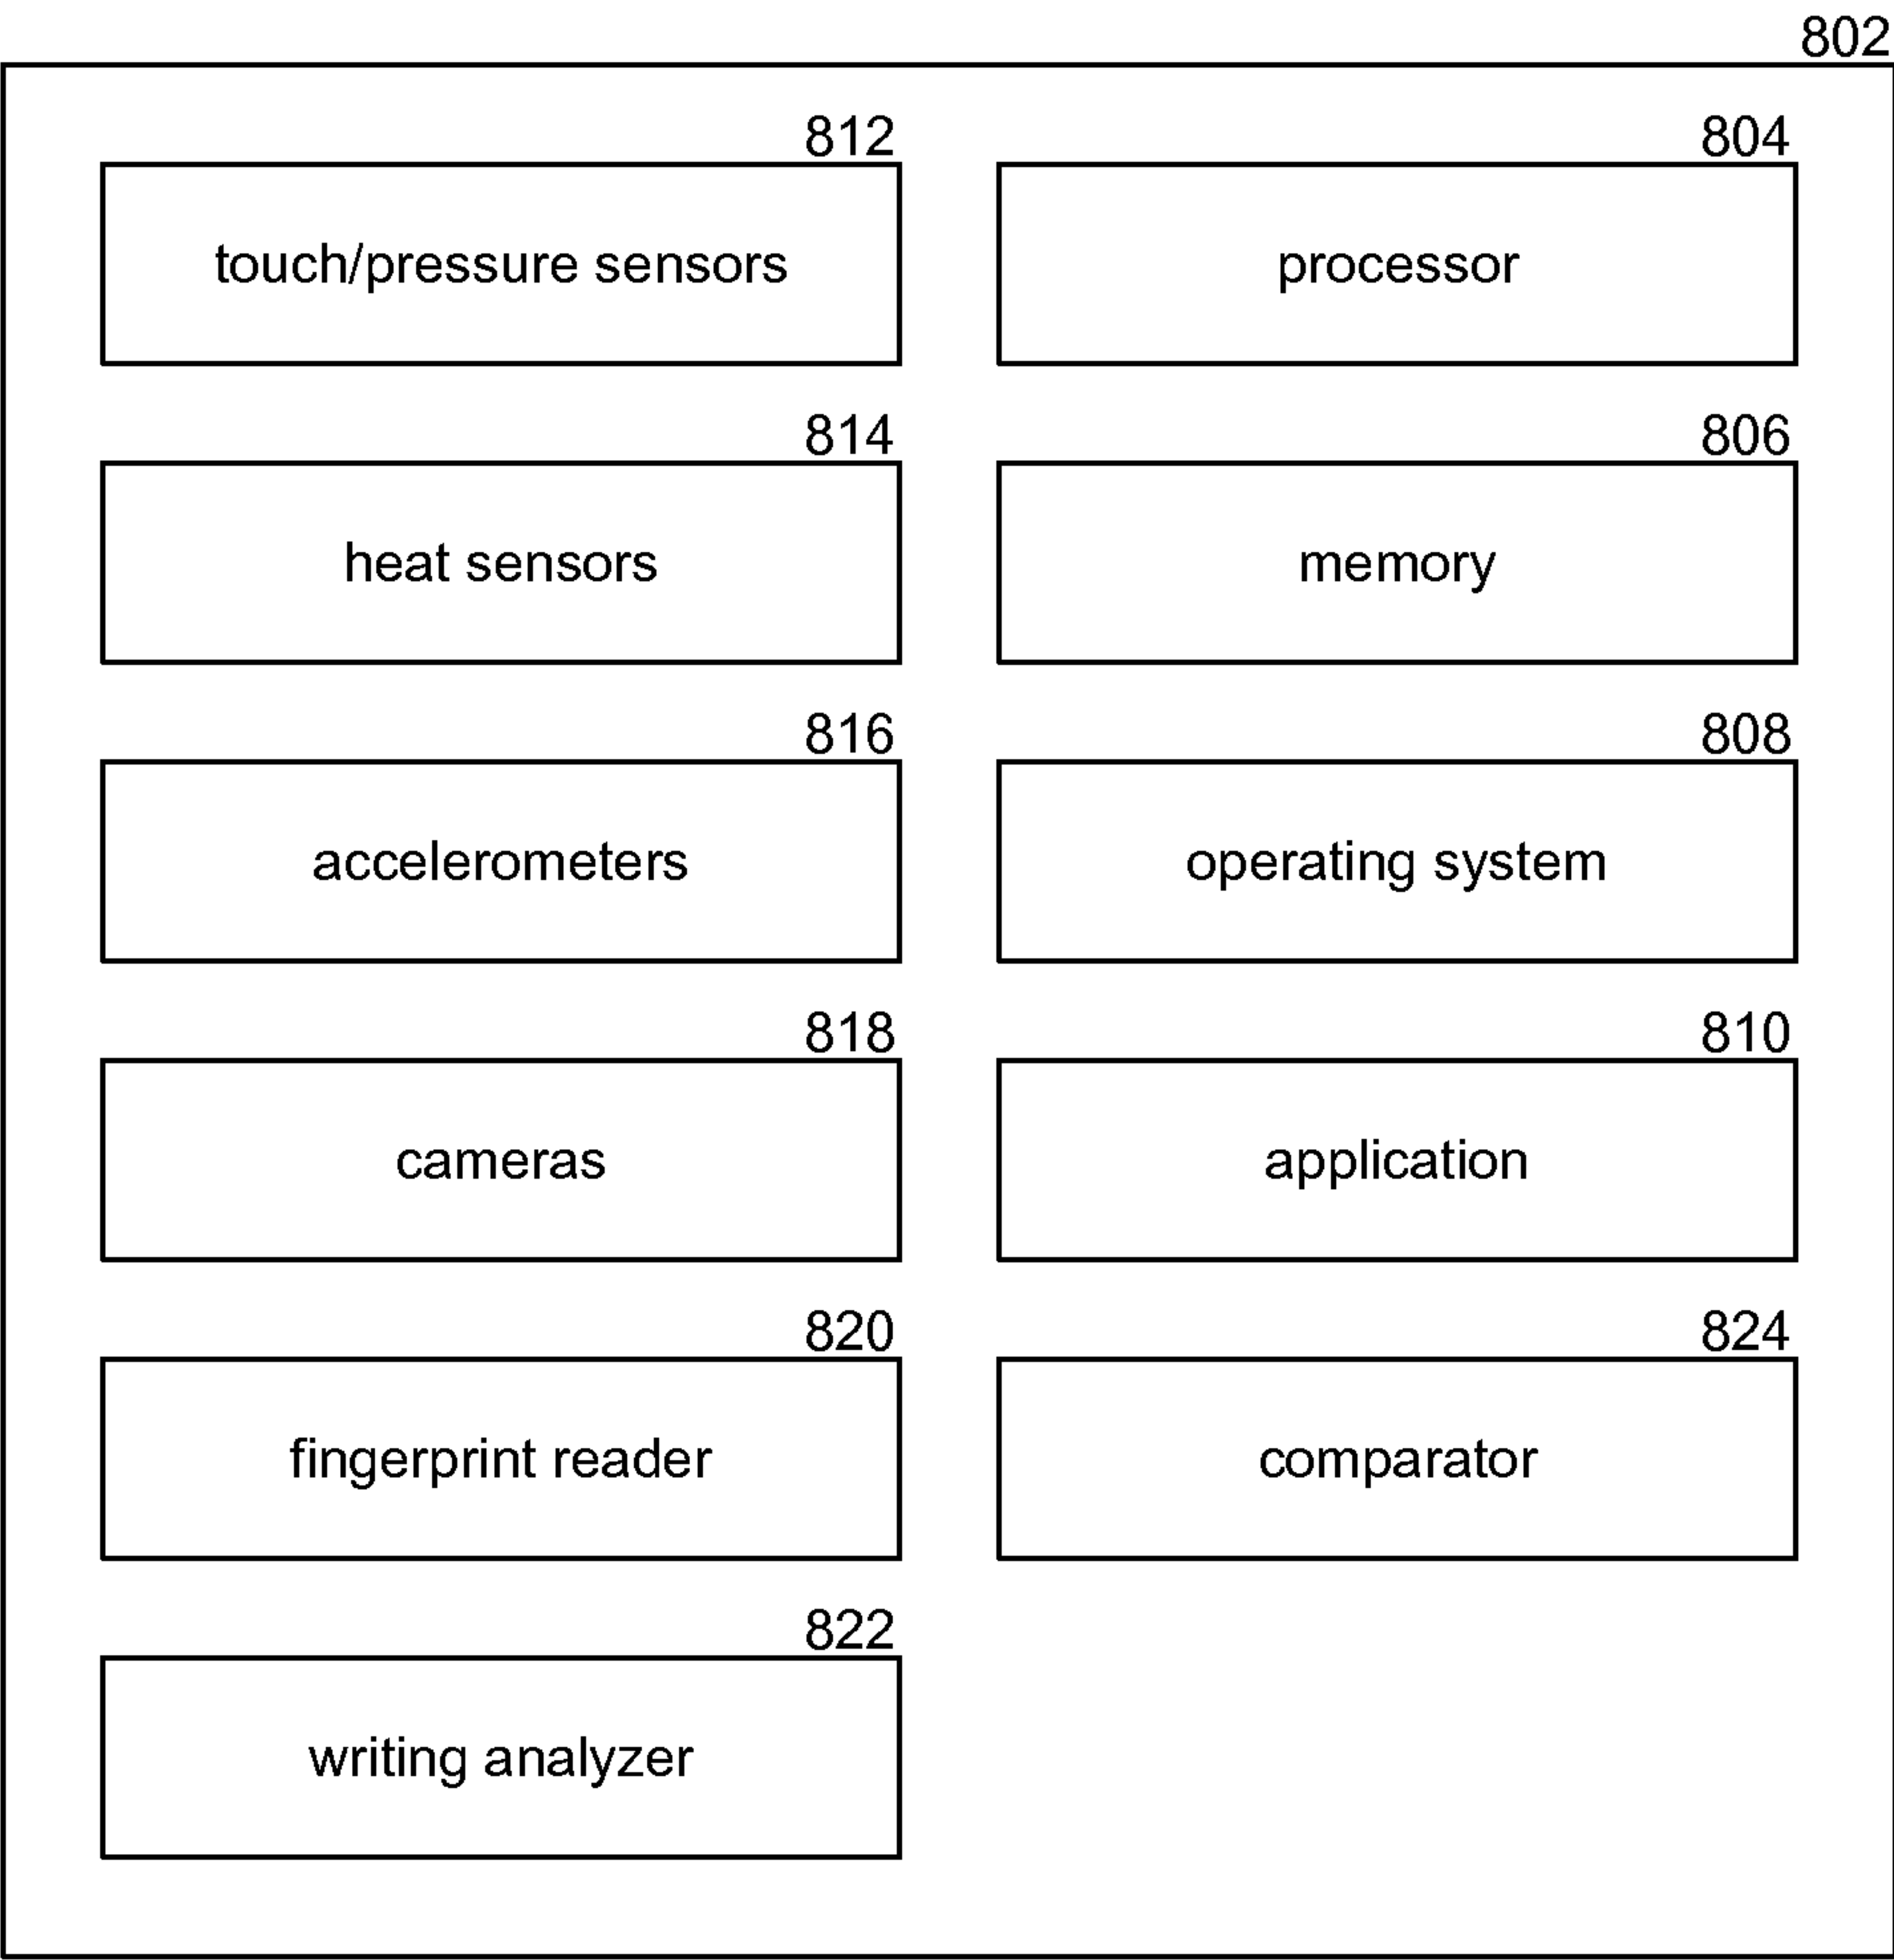 802
812
touch/pressure sensors
804
processor
814
heat sensors
806
memory
816
accelerometers
808
operating system
818
cameras
810
application
820
fingerprint reader
824
comparator
822
writing analyzer